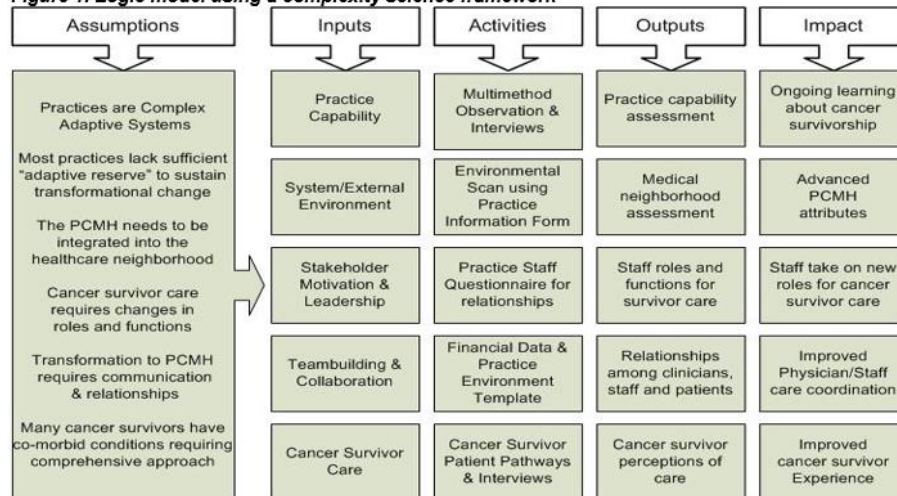 Figure 1. Logic model using a complexity science framework
Assumptions
Practices are Complex
Adaptive Systems
Most practices lack sufficient
“adaptive reserve” to sustain
transformational change
The PCMH needs to be
integrated into the
healthcare neighborhood
Cancer survivor care
requires changes in
roles and functions
Transformation to PCMH
requires communication
& relationships
Many cancer survivors have
co-morbid conditions requiring
comprehensive approach
Inputs
Practice
Capability
System/External
Environment
Stakeholder
Motivation &
Leadership
Teambuilding &
Collaboration
Cancer Survivor
Care
Activities
Multimethod
Observation &
Interviews
Environmental
Scan using
Practice
Information Form
Practice Staff
Questionnaire for
relationships
Financial Data &
Practice
Environment
Template
Cancer Survivor
Patient Pathways
& Interviews
Outputs
Practice capability
assessment
Medical
neighborhood
assessment
Staff roles and
functions for
survivor care
Relationships
among clinicians,
staff and patients
Cancer survivor
perceptions of
care
Impact
Ongoing learning
about cancer
survivorship
Advanced
PCMH
attributes
Staff take on new
roles for cancer
survivor care
Improved
Physician/Staff
care coordination
Improved
cancer survivor
Experience